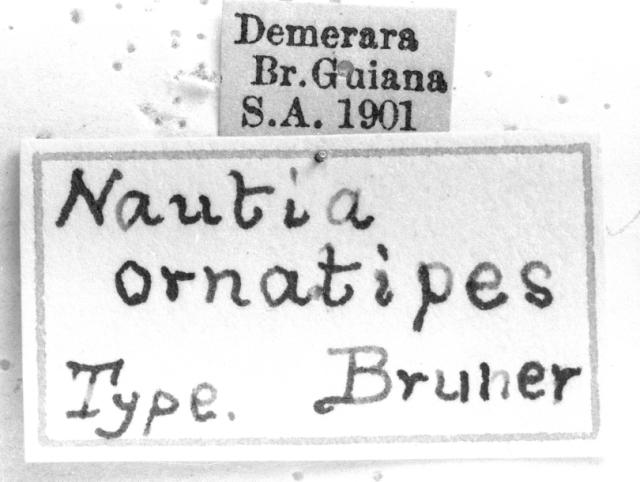 Demerara
Br. Guiana
S.A. 1901
Nautia
ornatipes
Type. Bruner